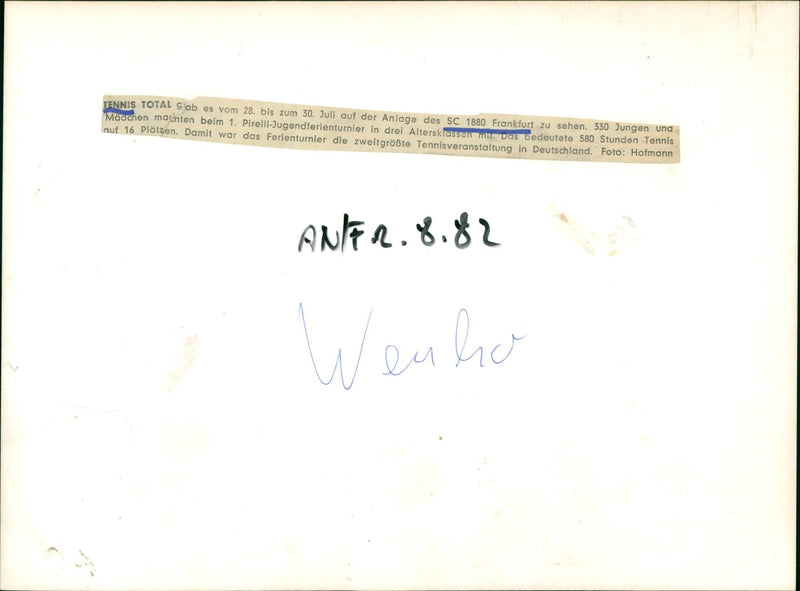 TENNIS TOTAL gab es vom 28. bis zum 30. Juli auf der Anlage des SC 1880 Frankfurt zu sehen. 330 Jungen und
Mädchen machten beim 1. Pirelli-Jugendferienturnier in drei Altersklassen mit. Das bedeutete 580 Stunden Tennis
auf 16 Plätzen. Damit war das Ferienturnier die zweitgrößte Tennisveranstaltung in Deutschland. Foto: Hofmann
AN/FR. 8.82